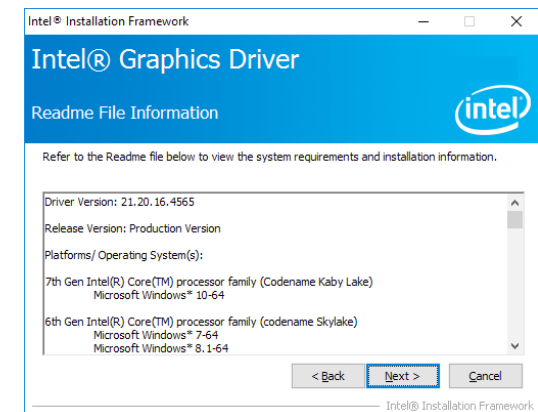 Intel® Installation Framework
Intel® Graphics Driver
Readme File Information
intel
Refer to the Readme file below to view the system requirements and installation information.
Driver Version: 21.20.16.4565
Release Version: Production Version
Platforms/ Operating System(s):
7th Gen Intel(R) Core(TM) processor family (Codename Kaby Lake)
Microsoft Windows* 10-64
6th Gen Intel(R) Core(TM) processor family (codename Skylake)
Microsoft Windows* 7-64
Microsoft Windows* 8.1-64
< Back Next > Cancel
Intel® Installation Framework